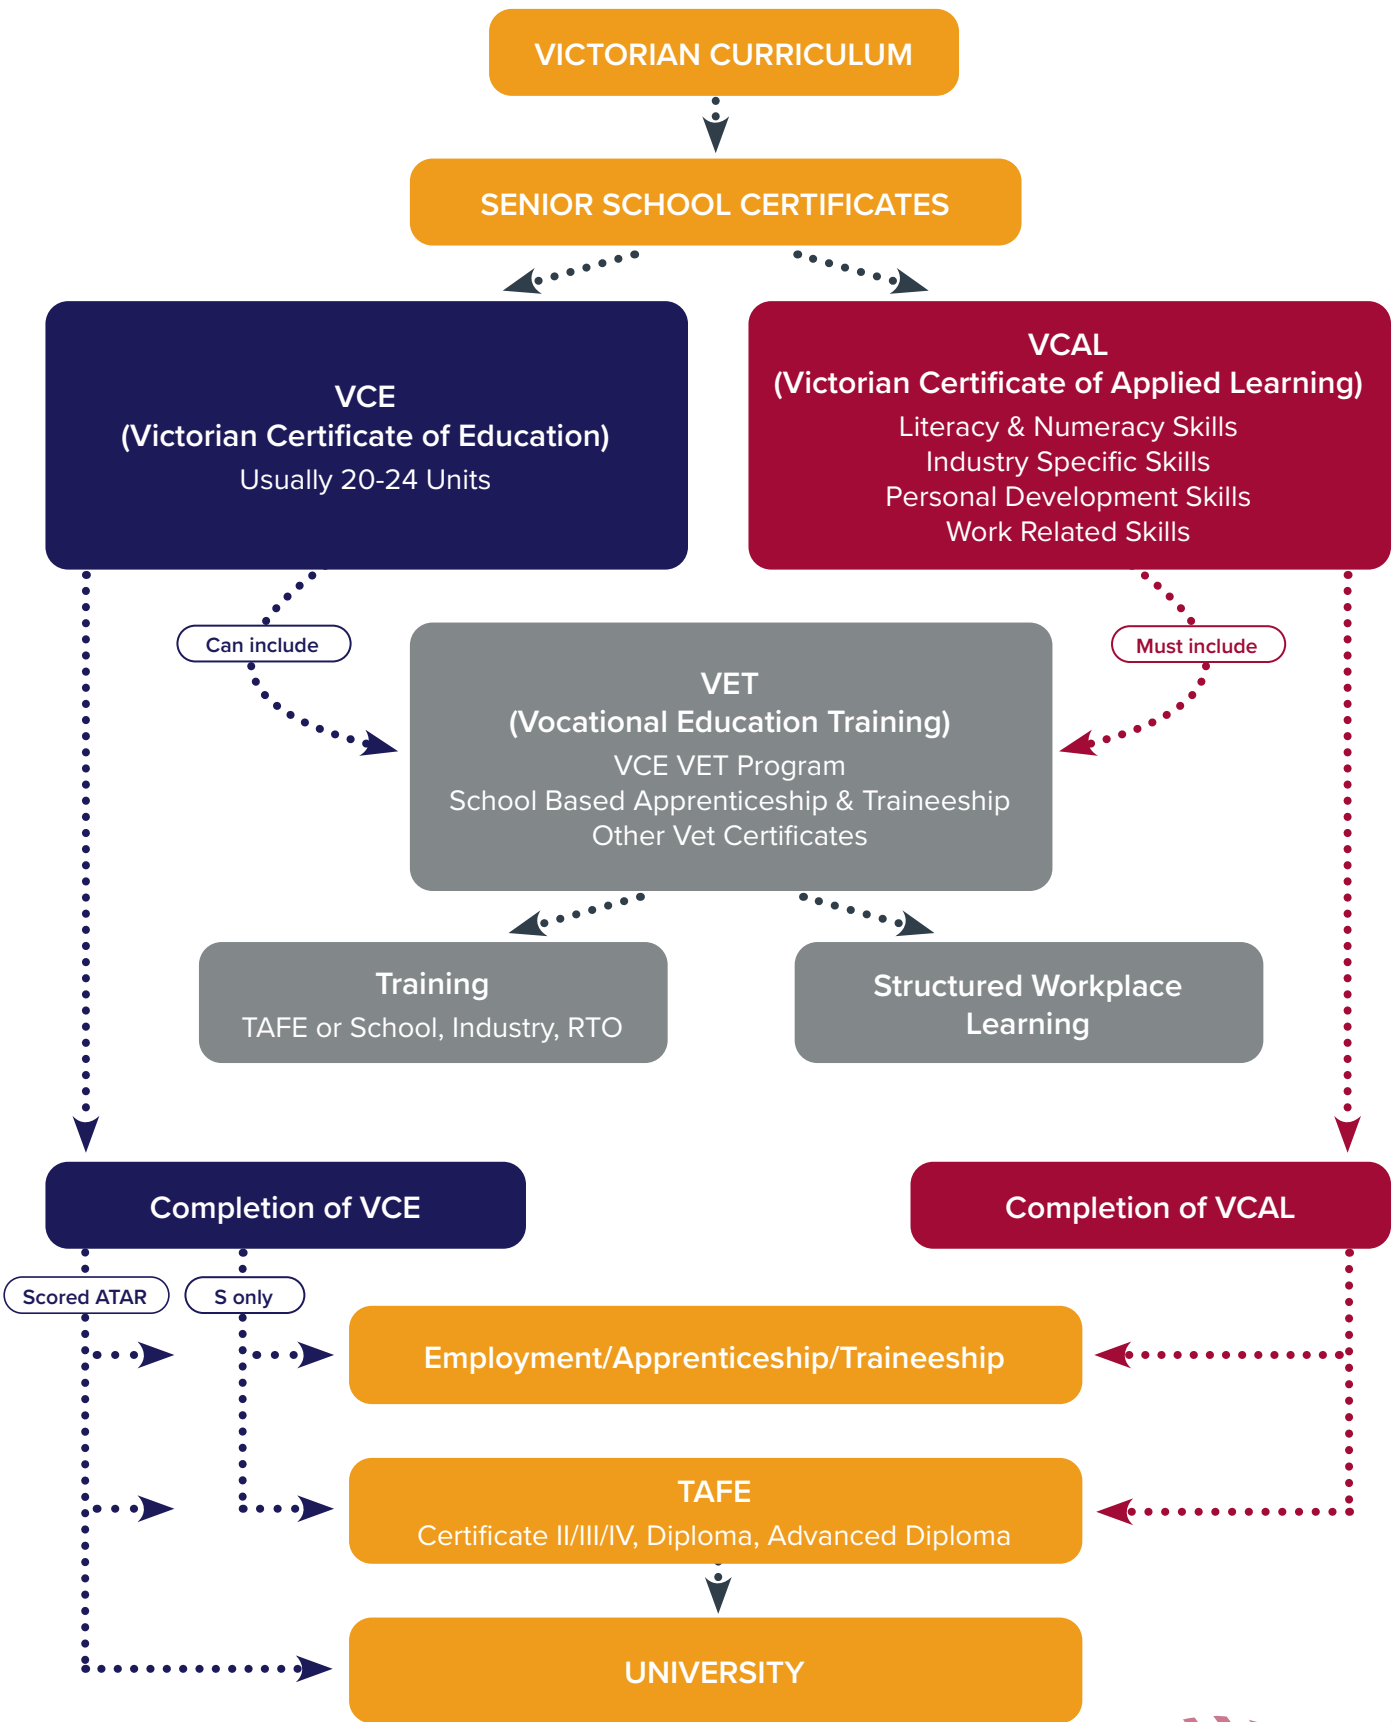 VICTORIAN CURRICULUM
SENIOR SCHOOL CERTIFICATES
VCE
(Victorian Certificate of Education)
Usually 20-24 Units
VCAL
(Victorian Certificate of Applied Learning)
Literacy & Numeracy Skills
Industry Specific Skills
Personal Development Skills
Work Related Skills
Can include
Must include
VET
(Vocational Education Training)
VCE VET Program
School Based Apprenticeship & Traineeship
Other Vet Certificates
Training
TAFE or School, Industry, RTO
Structured Workplace
Learning
Completion of VCE
Completion of VCAL
Scored ATAR
S only
Employment/Apprenticeship/Traineeship
TAFE
Certificate II/III/IV, Diploma, Advanced Diploma
UNIVERSITY